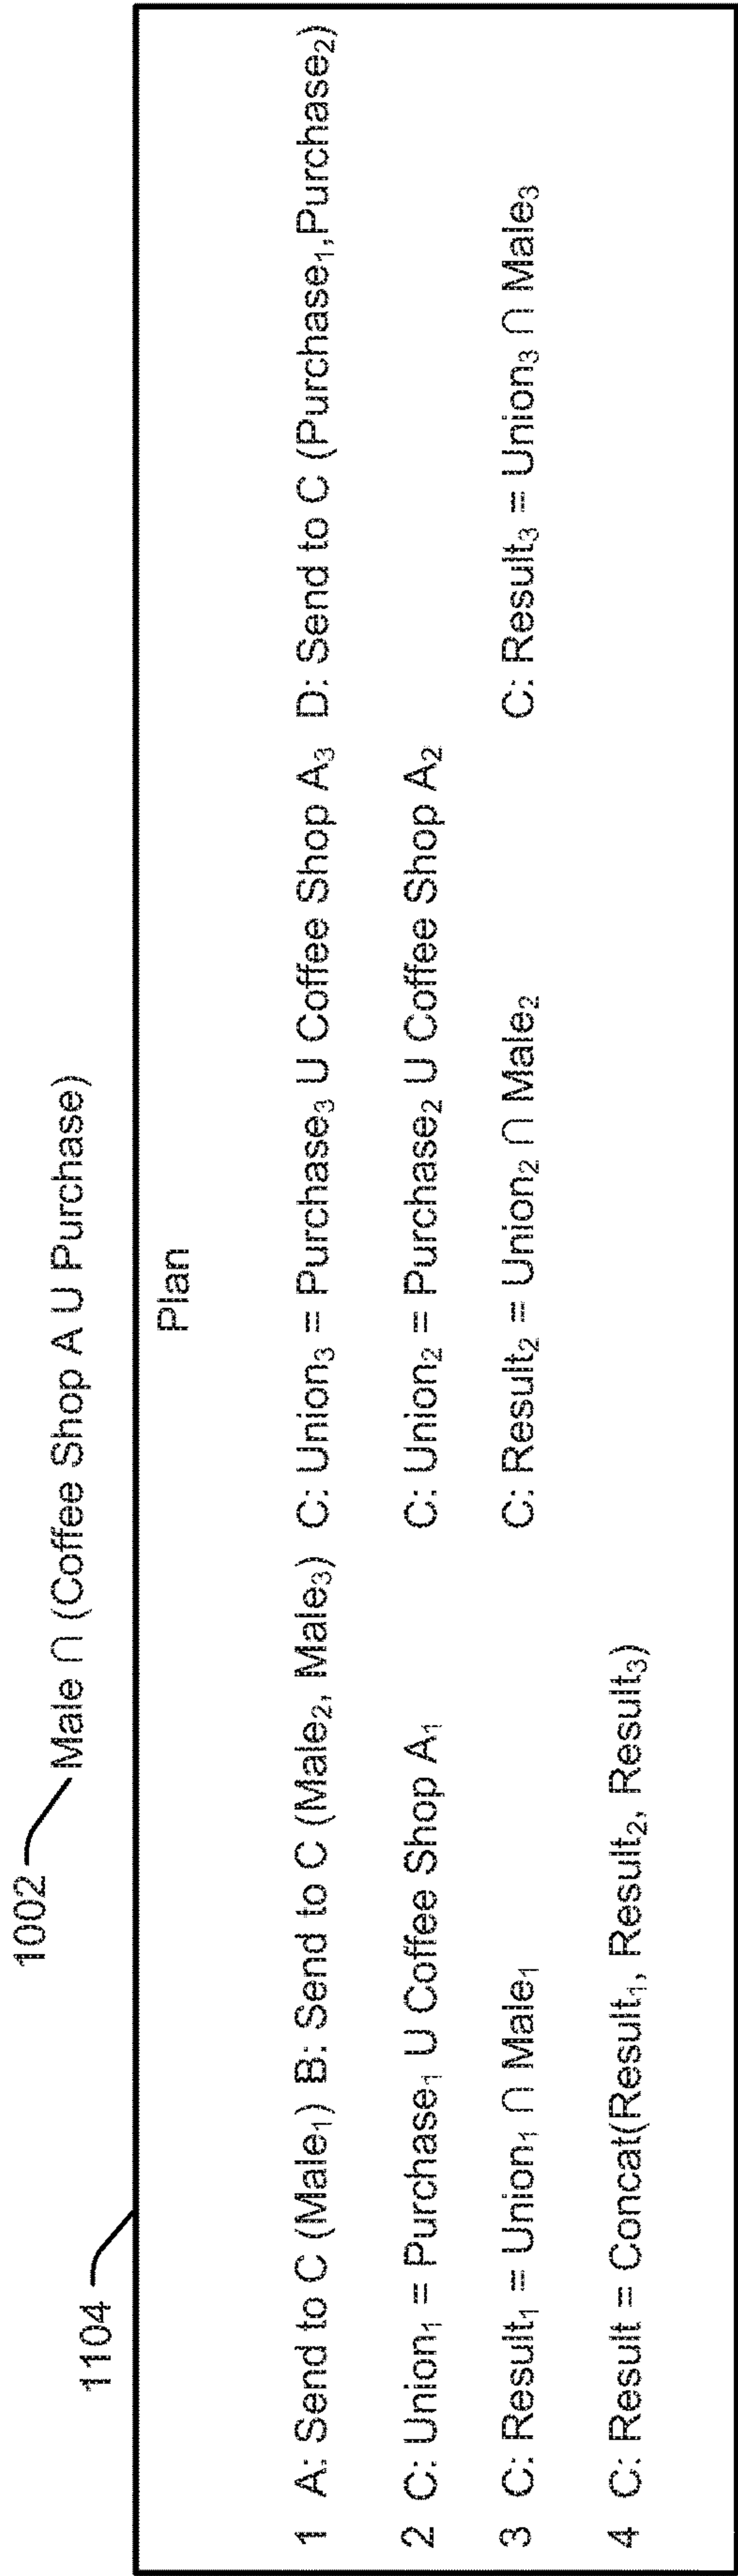 1002
Male ∩ (Coffee Shop A U Purchase)
1104
Plan
1 A: Send to C (Male₁) B: Send to C (Male₂, Male₃) C: Union₃ = Purchase₃ U Coffee Shop A₃ D: Send to C (Purchase₁,Purchase₂)
2 C: Union₁ = Purchase₁ U Coffee Shop A₁ C: Union₂ = Purchase₂ U Coffee Shop A₂
3 C: Result₁ = Union₁ ∩ Male₁ C: Result₂ = Union₂ ∩ Male₂ C: Result₃ = Union₃ ∩ Male₃
4 C: Result = Concat(Result₁, Result₂, Result₃)